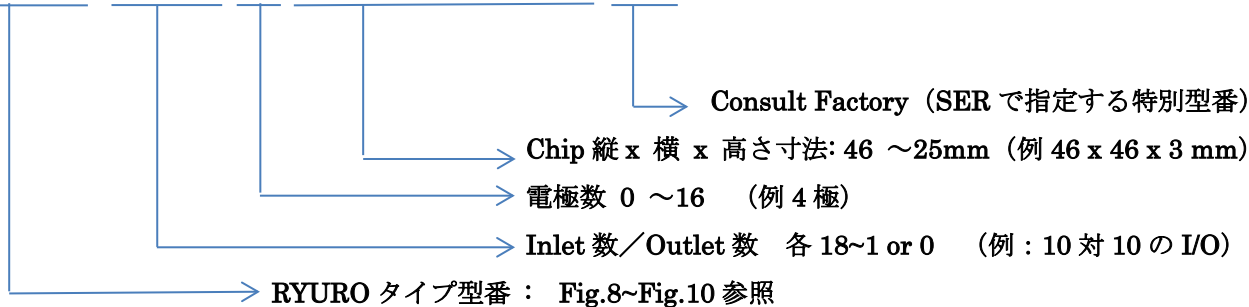 Consult Factory（SER で指定する特別型番）
Chip 縦 x 横 x 高さ寸法: 46 ～25mm（例 46 x 46 x 3 mm）
電極数 0 ～16 （例 4 極）
Inlet 数／Outlet 数 各 18~1 or 0 （例：10 対 10 の I/O）
RYURO タイプ型番： Fig.8~Fig.10 参照